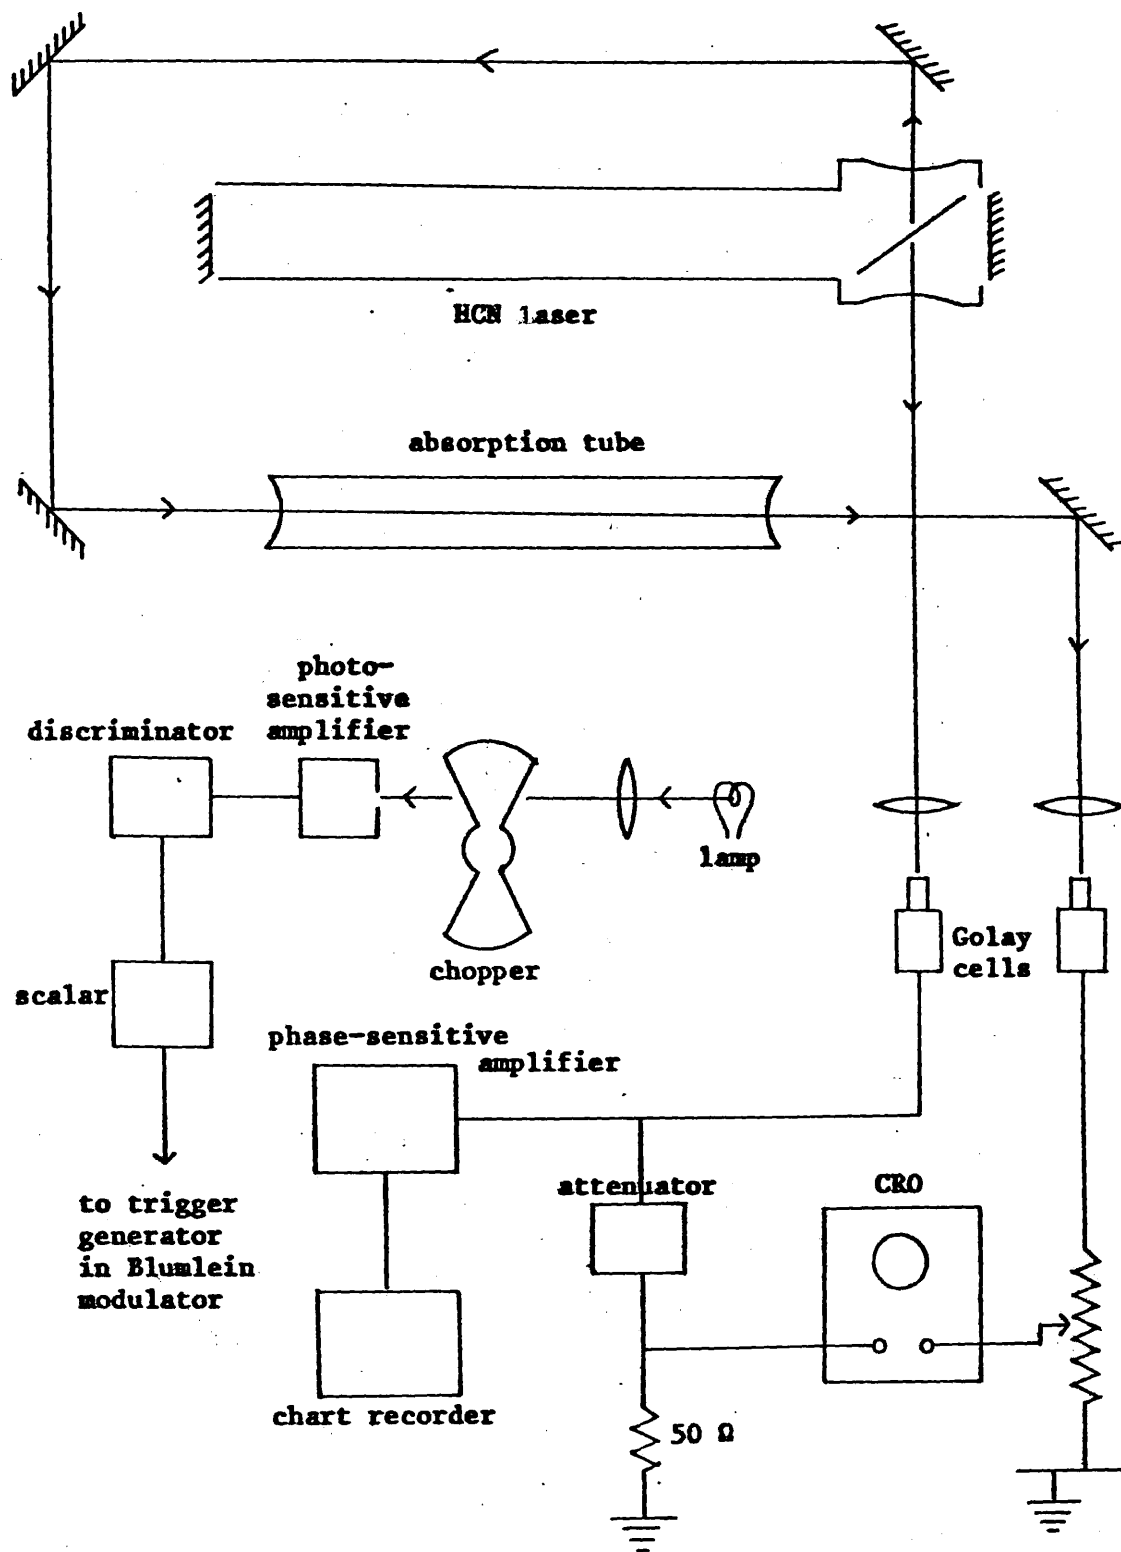 HCN laser
absorption tube
photo-
sensitive
amplifier
discriminator
lamp
chopper
Golay
cells
scalar
phase-sensitive
amplifier
to trigger
generator
in Blumlein
modulator
attenuator
CRO
chart recorder
50 Ω